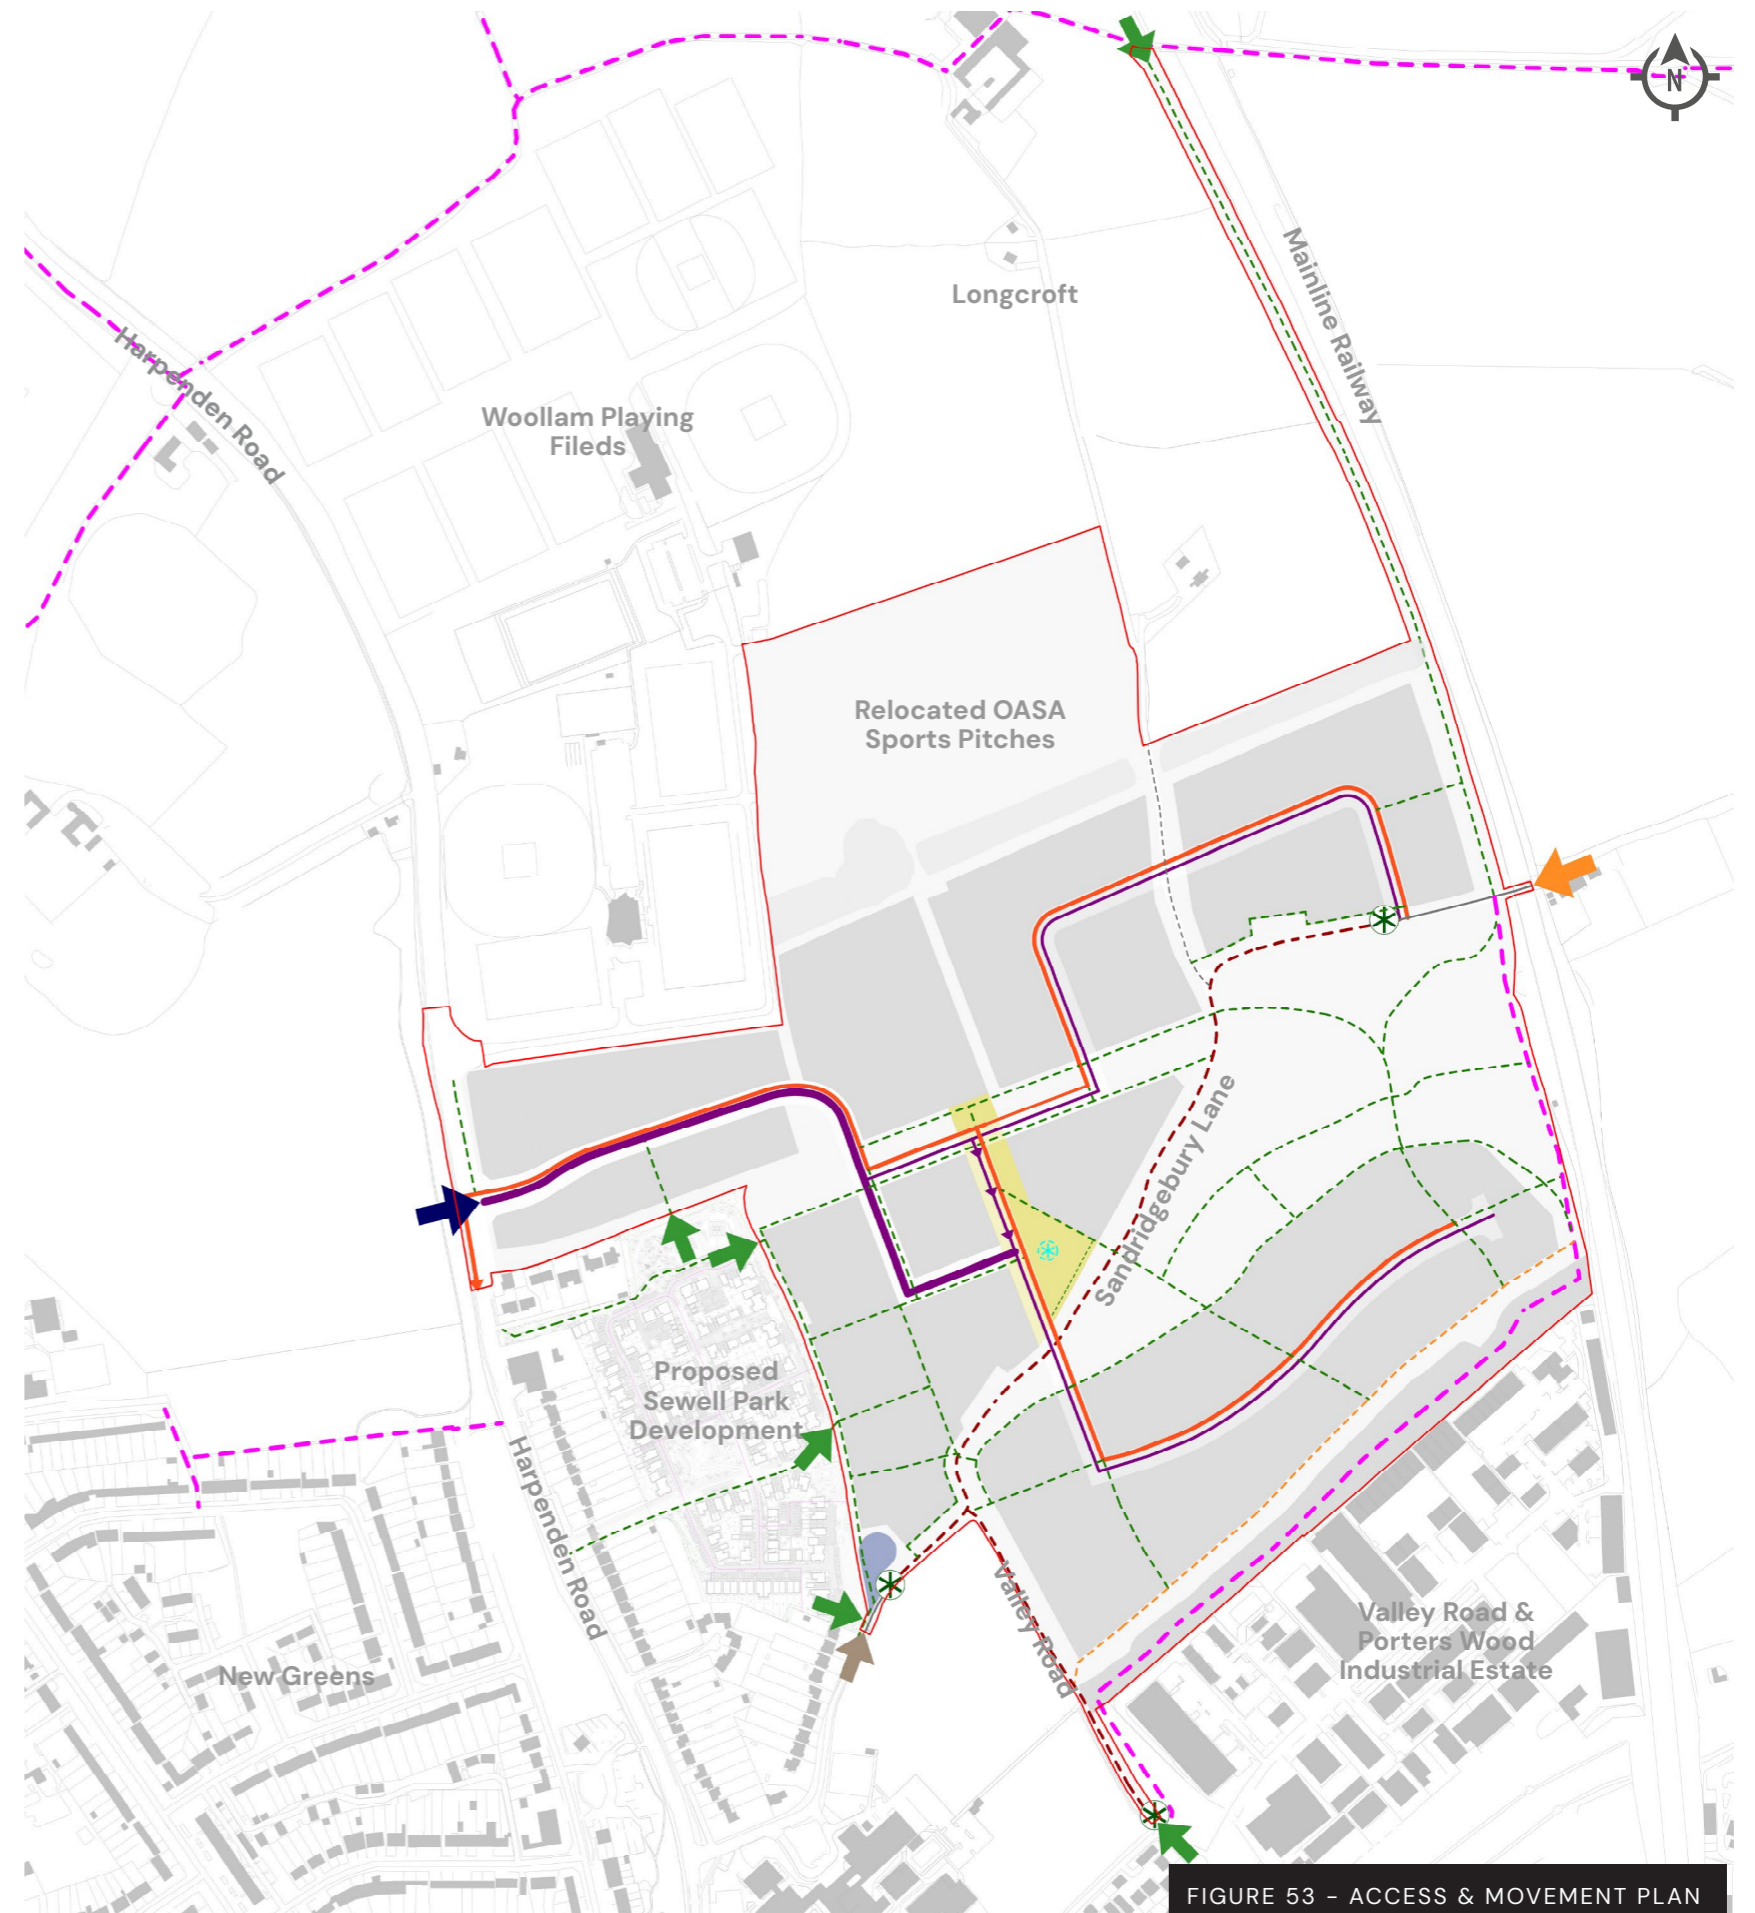 N
Mainline Railway
Longcroft
Harpenden Road
Woollam Playing
Fileds
Relocated OASA
Sports Pitches
Sandridgebury Lane
Proposed
Sewell Park
Development
Harpenden Road
Valley Road
Valley Road &
Porters Wood
Industrial Estate
New Greens
FIGURE 53 - ACCESS & MOVEMENT PLAN